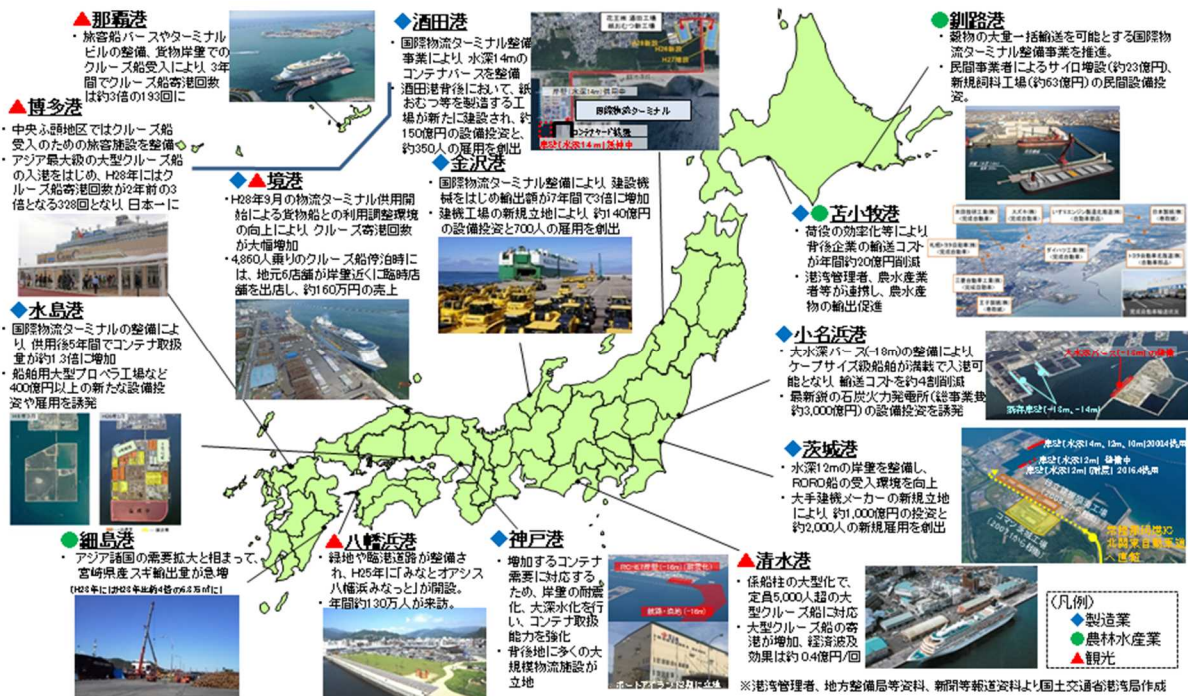 ▲那覇港
・旅客船バースやターミナル
ビルの整備、貨物岸壁での
クルーズ船受入により、3年
間でクルーズ船寄港回数
は約3倍の193回に
▲博多港
・中央ふ頭地区ではクルーズ船
受入のための旅客施設を整備
・アジア最大級の大型クルーズ船
の入港をはじめ、H28年にはク
ルーズ船寄港回数が2年前の3
倍となる328回となり、日本一に
◆水島港
・国際物流ターミナルの整備によ
り、供用後5年間でコンテナ取扱
量が約1.3倍に増加
・船舶用大型プロペラ工場など
400億円以上の新たな設備投
資や雇用を誘発
●細島港
・アジア諸国の需要拡大と相まって、
宮崎県産スギ輸出量が急増
◆酒田港
・国際物流ターミナル整備
事業により、水深14mの
コンテナバースを整備
・酒田港背後において、紙
おむつ等を製造する工
場が新たに建設され、約
150億円の設備投資と、
約350人の雇用を創出
花王㈱ 酒田工場
紙おむつ新工場
国際物流ターミナル
◆▲境港
・H28年9月の物流ターミナル供用開
始による貨物船との利用調整環境
の向上により、クルーズ寄港回数
が大幅増加
・4,860人乗りのクルーズ船停泊時に
は、地元6店舗が岸壁近くに臨時店
舗を出店し、約160万円の売上
◆金沢港
・国際物流ターミナル整備により、建設機
械をはじめ輸出額が7年間で3倍に増加
・建機工場の新規立地により、約140億円
の設備投資と700人の雇用を創出
▲八幡浜港
・緑地や臨港道路が整備さ
れ、H25年に「みなとオアシス
八幡浜みなっと」が開設。
・年間約130万人が来訪。
◆神戸港
・増加するコンテナ
需要に対応する
ため、岸壁の耐震
化、大深水化を行
い、コンテナ取扱
能力を強化
・背後地に多くの大
規模物流施設が
立地
●釧路港
・穀物の大量一括輸送を可能とする国際物
流ターミナル整備事業を推進。
・民間事業者によるサイロ増設(約23億円)、
新規飼料工場(約63億円)の民間設備投
資。
◆●苫小牧港
・荷役の効率化等により
背後企業の輸送コスト
が年間約20億円削減
・港湾管理者、農水産業
者等が連携し、農水産
物の輸出促進
◆小名浜港
・大水深バース(-18m)の整備により、
ケープサイズ級船舶が満載で入港可
能となり、輸送コストを約4割削減
・最新鋭の石炭火力発電所(総事業費
約3,000億円)の設備投資を誘発
◆茨城港
・水深12mの岸壁を整備し、
RORO船の受入環境を向上
・大手建機メーカーの新規立地
により、約1,000億円の投資と
約2,000人の新規雇用を創出
▲清水港
・係船柱の大型化で、
定員5,000人超の大
型クルーズ船に対応
・大型クルーズ船の寄
港が増加、経済波及
効果は約0.4億円/回
〈凡例〉
◆製造業
●農林水産業
▲観光
※港湾管理者、地方整備局等資料、新聞等報道資料より国土交通省港湾局作成